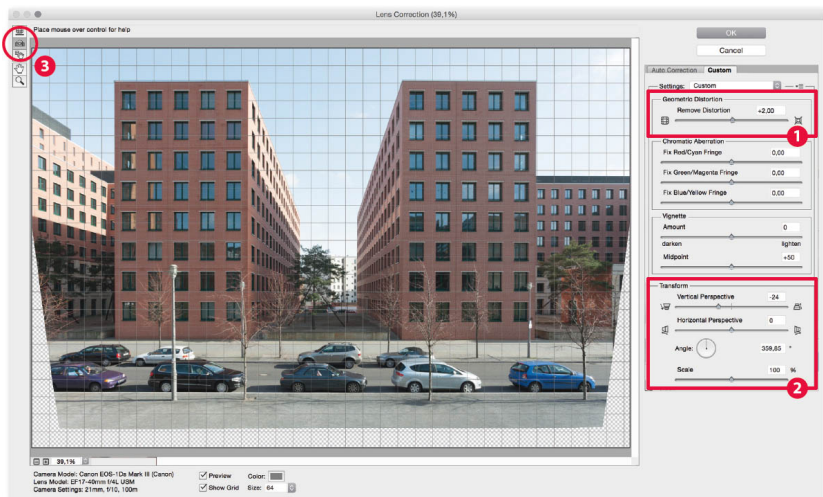 Lens Correction (39,1%)
Place mouse over control for help
OK
Cancel
Auto Correction Custom
Settings: Custom
Geometric Distortion
Remove Distortion +2,00
Chromatic Aberration
Fix Red/Cyan Fringe 0,00
Fix Green/Magenta Fringe 0,00
Fix Blue/Yellow Fringe 0,00
Vignette
Amount 0
darken lighten
Midpoint +50
Transform
Vertical Perspective -24
Horizontal Perspective 6
Angle: 359,85 °
Scale 100 %
1
2
3
39,1%
Camera Model: Canon EOS-1Ds Mark III (Canon)
Lens Model: EF17-40mm f/4L USM
Camera Settings: 21mm, f/10, 100m
Preview Color:
Show Grid Size: 64